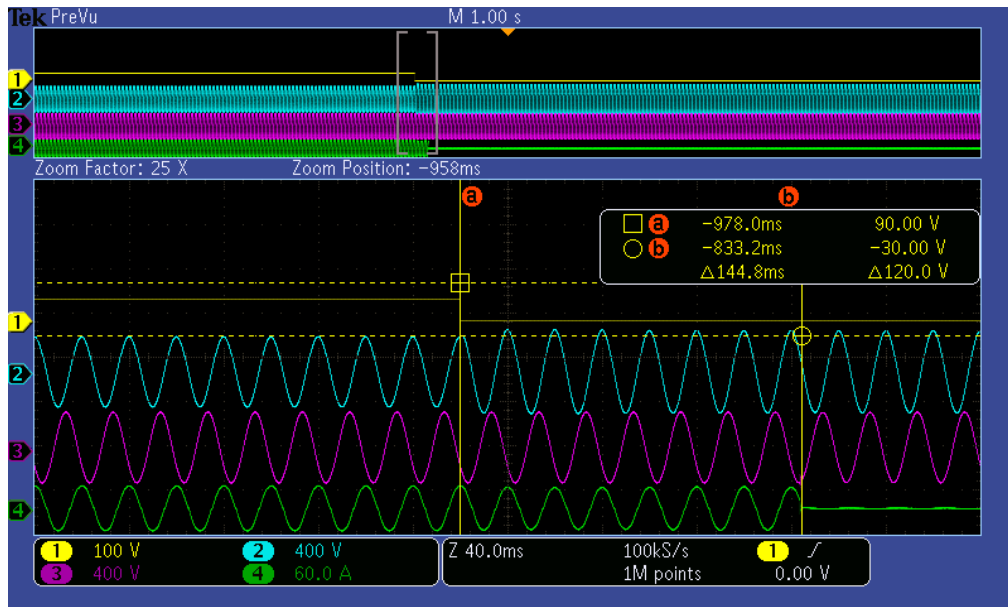 Tek PreVu M 1.00 s
1
2
3
4
Zoom Factor: 25 X Zoom Position: -958ms
a b
a -978.0ms 90.00 V
b -833.2ms -30.00 V
Δ144.8ms Δ120.0 V
1
2
3
4
1 100 V 2 400 V Z 40.0ms 100kS/s 1 /
3 400 V 4 60.0 A 1M points 0.00 V